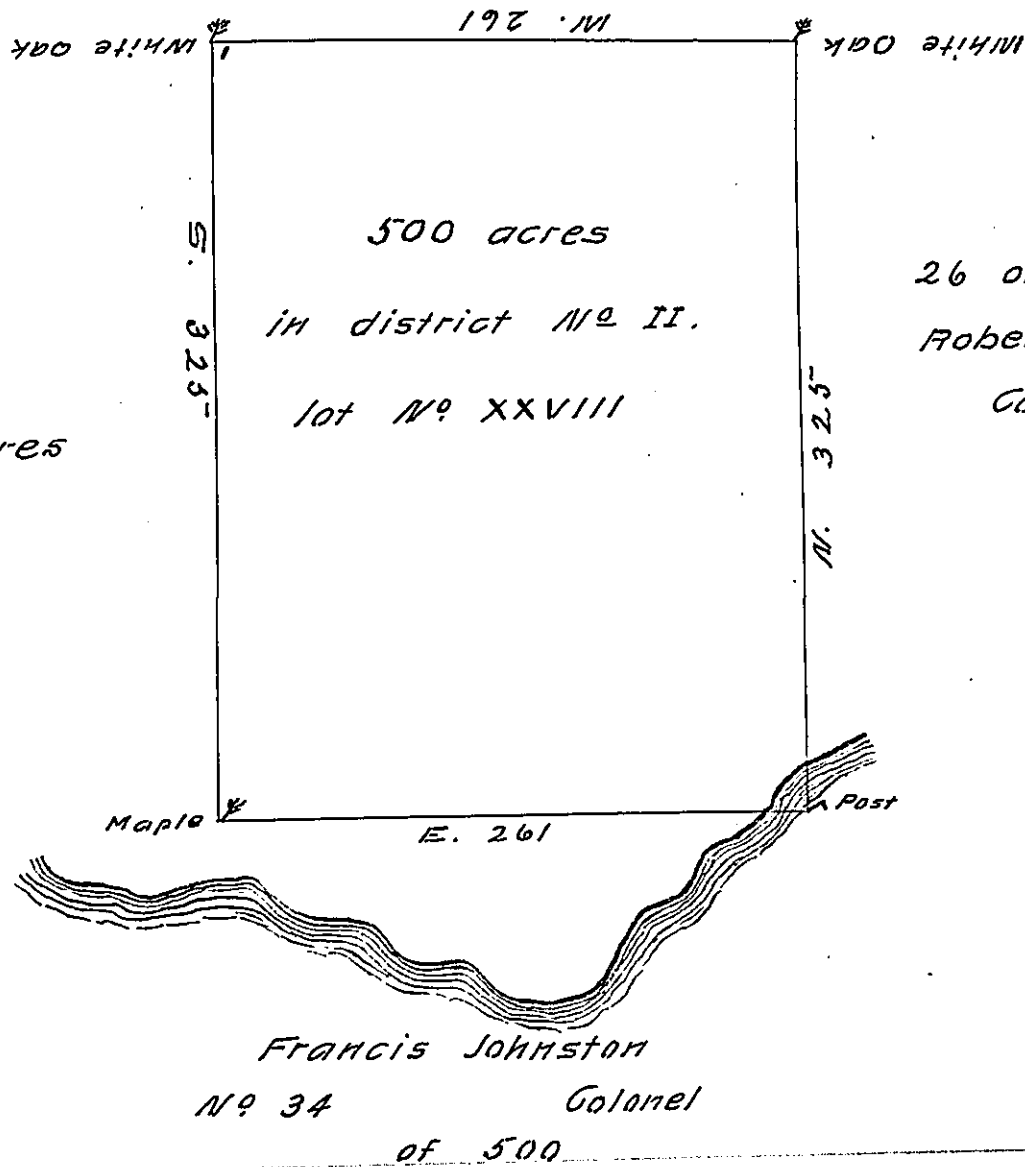 W. 261
White oak
White oak
S. 325
500 acres
in district Nº II.
lot Nº XXVIII
26 o
Robe
Co
N. 325
res
Maple
E. 261
Post
Francis Johnston
Nº 34 Colonel
of 500